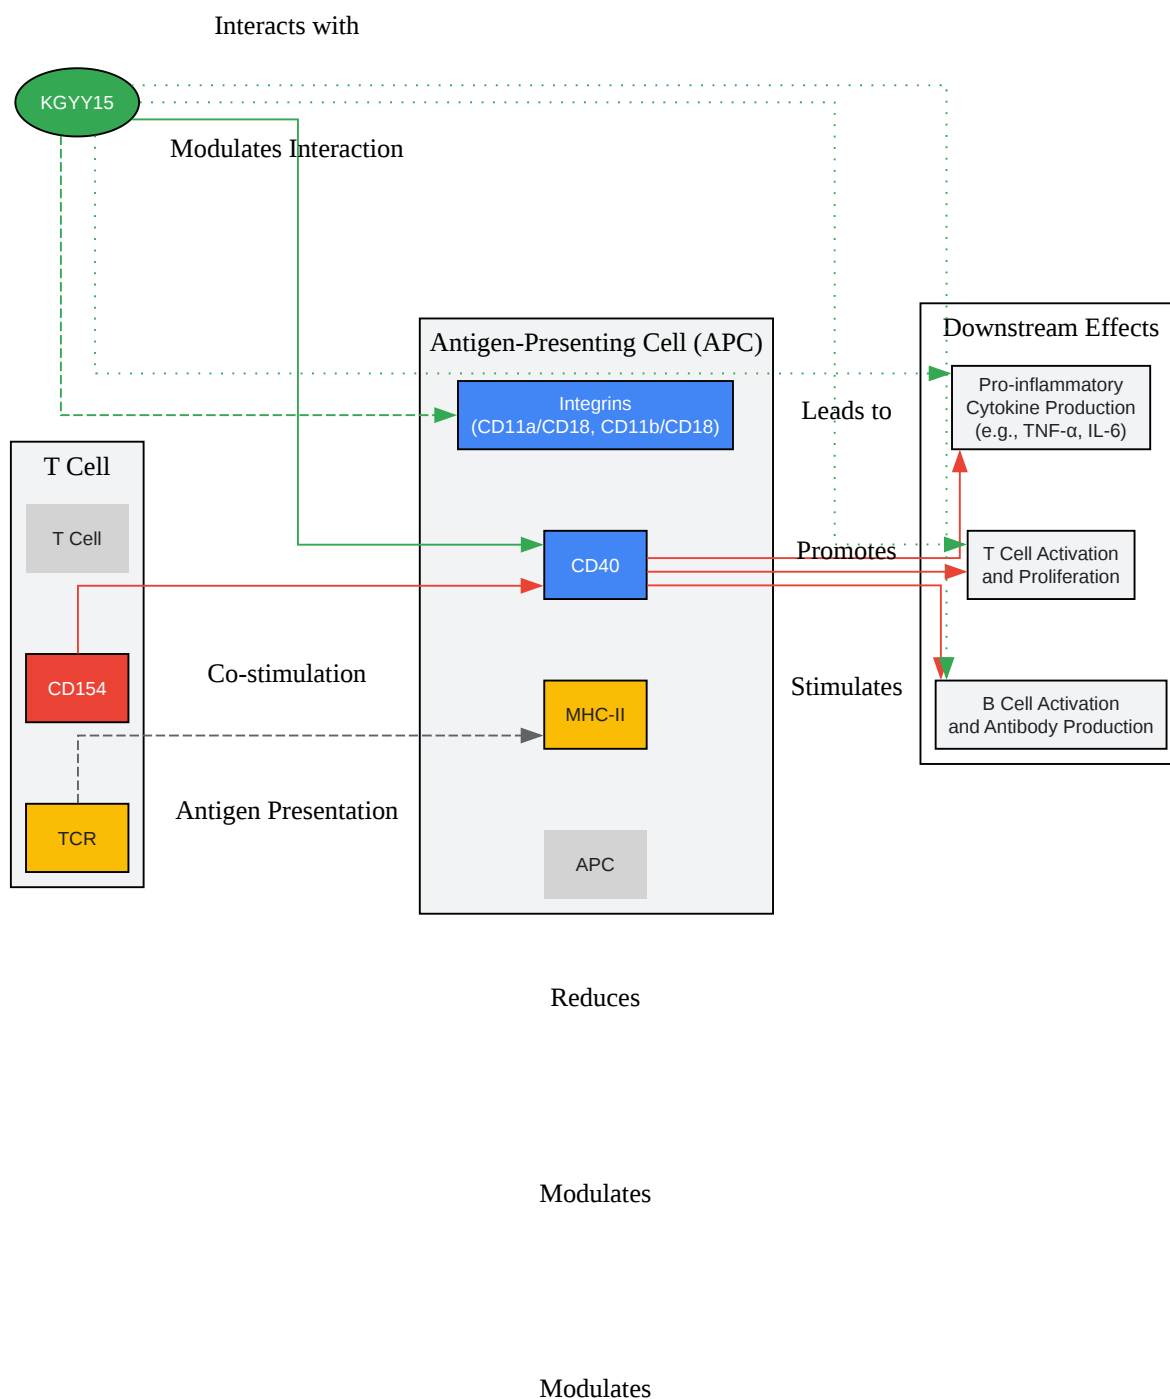 Interacts with
KGYY15
Modulates Interaction
Downstream Effects
Antigen-Presenting Cell (APC)
Pro-inflammatory
Cytokine Production
(e.g., TNF-α, IL-6)
Integrins
(CD11a/CD18, CD11b/CD18)
Leads to
T Cell
T Cell
CD40
Promotes
T Cell Activation
and Proliferation
Co-stimulation
CD154
MHC-II
Stimulates
B Cell Activation
and Antibody Production
Antigen Presentation
TCR
APC
Reduces
Modulates
Modulates